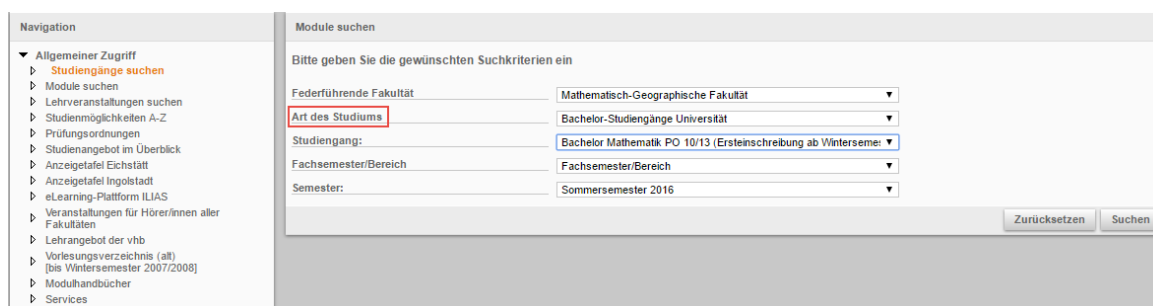 Navigation
Allgemeiner Zugriff
Studiengänge suchen
Module suchen
Lehrveranstaltungen suchen
Studienmöglichkeiten A-Z
Prüfungsordnungen
Studienangebot im Überblick
Anzeigetafel Eichstätt
Anzeigetafel Ingolstadt
eLearning-Plattform ILIAS
Veranstaltungen für Hörer/innen aller
Fakultäten
Lehrangebot der vhb
Vorlesungsverzeichnis (alt)
[bis Wintersemester 2007/2008]
Modulhandbücher
Services
Module suchen
Bitte geben Sie die gewünschten Suchkriterien ein
Federführende Fakultät Mathematisch-Geographische Fakultät
Art des Studiums Bachelor-Studiengänge Universität
Studiengang: Bachelor Mathematik PO 10/13 (Ersteinschreibung ab Wintersemes
Fachsemester/Bereich Fachsemester/Bereich
Semester: Sommersemester 2016
Zurücksetzen Suchen